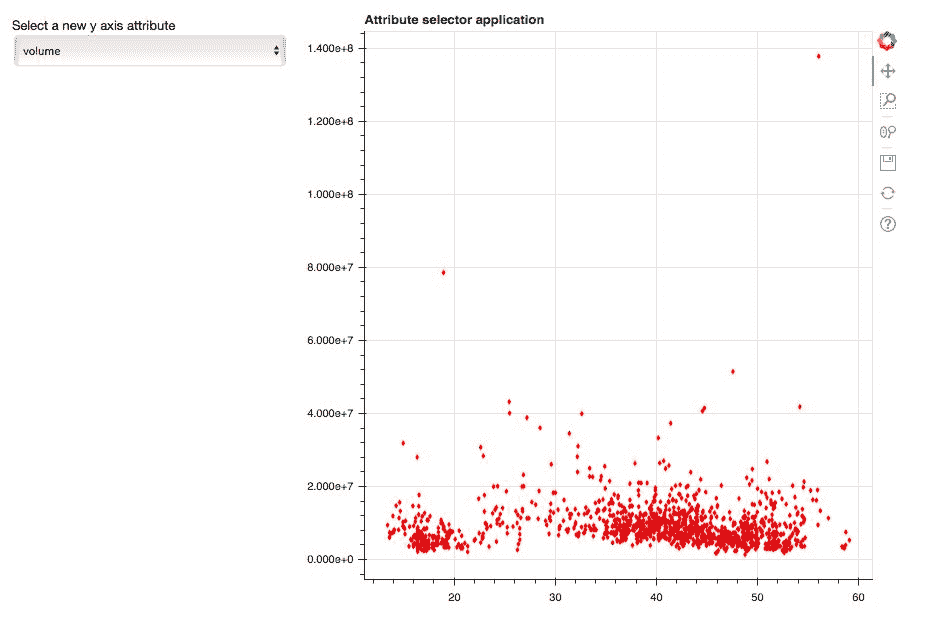 Select a new y axis attribute
volume
Attribute selector application
1.400e+8
1.200e+8
1.000e+8
8.000e+7
6.000e+7
4.000e+7
2.000e+7
0.000e+0
20 30 40 50 60
?